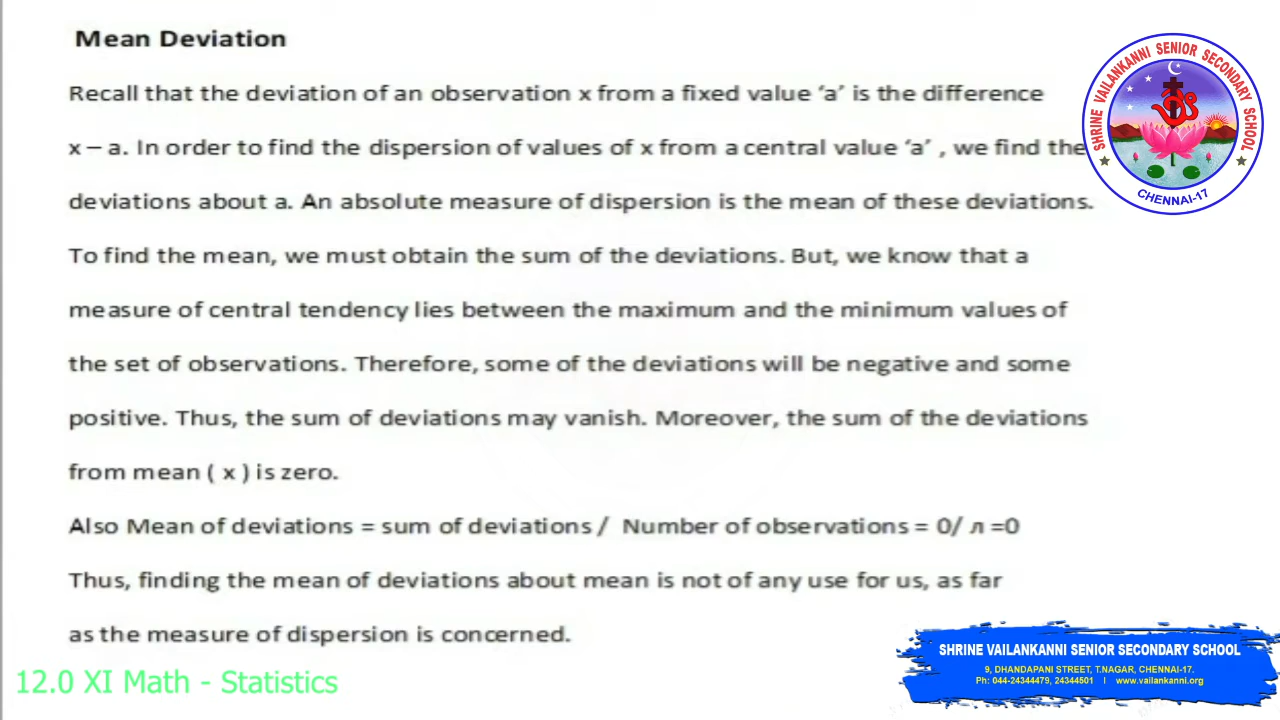 Mean Deviation
Recall that the deviation of an observation x from a fixed value ‘a’ is the difference
x – a. In order to find the dispersion of values of x from a central value ‘a’ , we find the
deviations about a. An absolute measure of dispersion is the mean of these deviations.
To find the mean, we must obtain the sum of the deviations. But, we know that a
measure of central tendency lies between the maximum and the minimum values of
the set of observations. Therefore, some of the deviations will be negative and some
positive. Thus, the sum of deviations may vanish. Moreover, the sum of the deviations
from mean ( x ) is zero.
Also Mean of deviations = sum of deviations / Number of observations = 0/ л =0
Thus, finding the mean of deviations about mean is not of any use for us, as far
as the measure of dispersion is concerned.
12.0 XI Math - Statistics
SHRINE VAILANKANNI SENIOR SECONDARY SCHOOL
CHENNAI-17
SHRINE VAILANKANNI SENIOR SECONDARY SCHOOL
9, DHANDAPANI STREET, T.NAGAR, CHENNAI-17.
Ph: 044-24344479, 24344501 I www.vailankanni.org